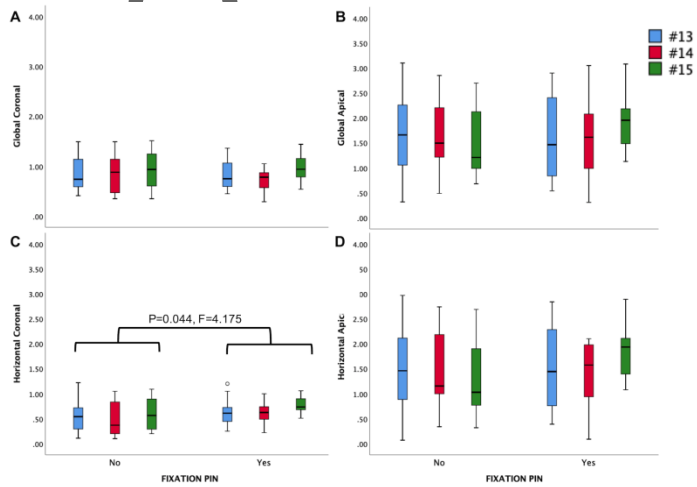 A
4.00
3.00
2.00
1.00
.00
Global Coronal
B
4.00
3.50
3.00
2.50
2.00
1.50
1.00
.50
.00
Global Apical
#13
#14
#15
C
4.00
3.50
3.00
2.50
2.00
1.50
1.00
.50
.00
Horizontal Coronal
P=0.044, F=4.175
No
Yes
FIXATION PIN
D
4.00
3.50
3.00
2.50
2.00
1.50
1.00
.50
.00
Horizontal Apic
No
Yes
FIXATION PIN